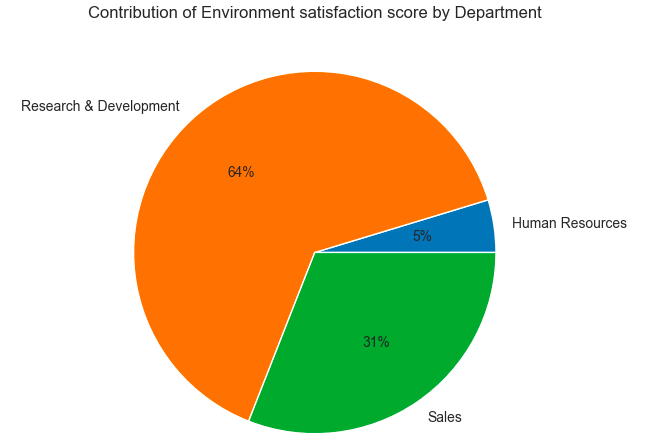 Contribution of Environment satisfaction score by Department
Research & Development
64%
Human Resources
5%
31%
Sales